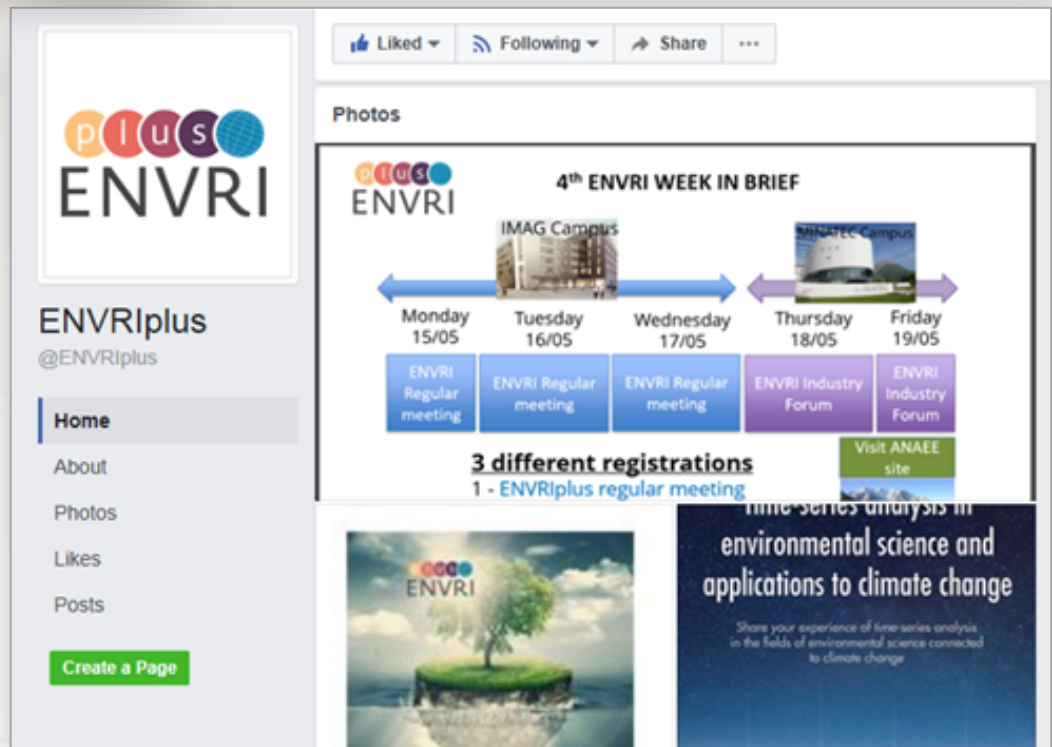 Liked Following Share ...
plus
ENVRI
ENVRIplus
@ENVRIplus
Home
About
Photos
Likes
Posts
Create a Page
Photos
plus
ENVRI
4th ENVRI WEEK IN BRIEF
IMAG Campus
MINATEC Campus
Monday
15/05
Tuesday
16/05
Wednesday
17/05
Thursday
18/05
Friday
19/05
ENVRI
Regular
meeting
ENVRI Regular
meeting
ENVRI Regular
meeting
ENVRI Industry
Forum
ENVRI
Industry
Forum
Visit ANAEE
site
3 different registrations
1 - ENVRIplus regular meeting
ENVRI
Time-series analysis in
environmental science and
applications to climate change
Share your experience of time-series analysis
in the fields of environmental science connected
to climate change